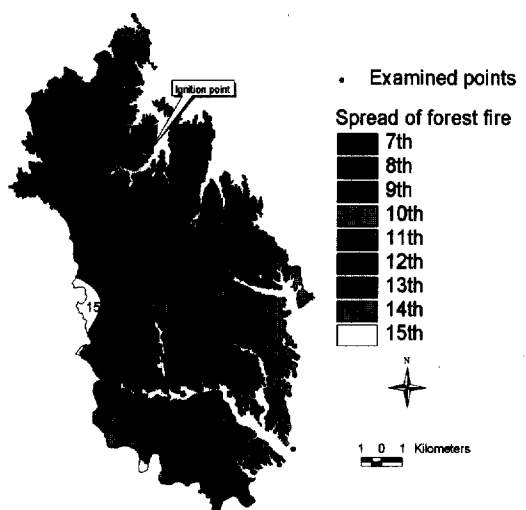 Ignition point
Examined points
Spread of forest fire
7th
8th
9th
10th
11th
12th
13th
14th
15th
15
N
1 0 1 Kilometers